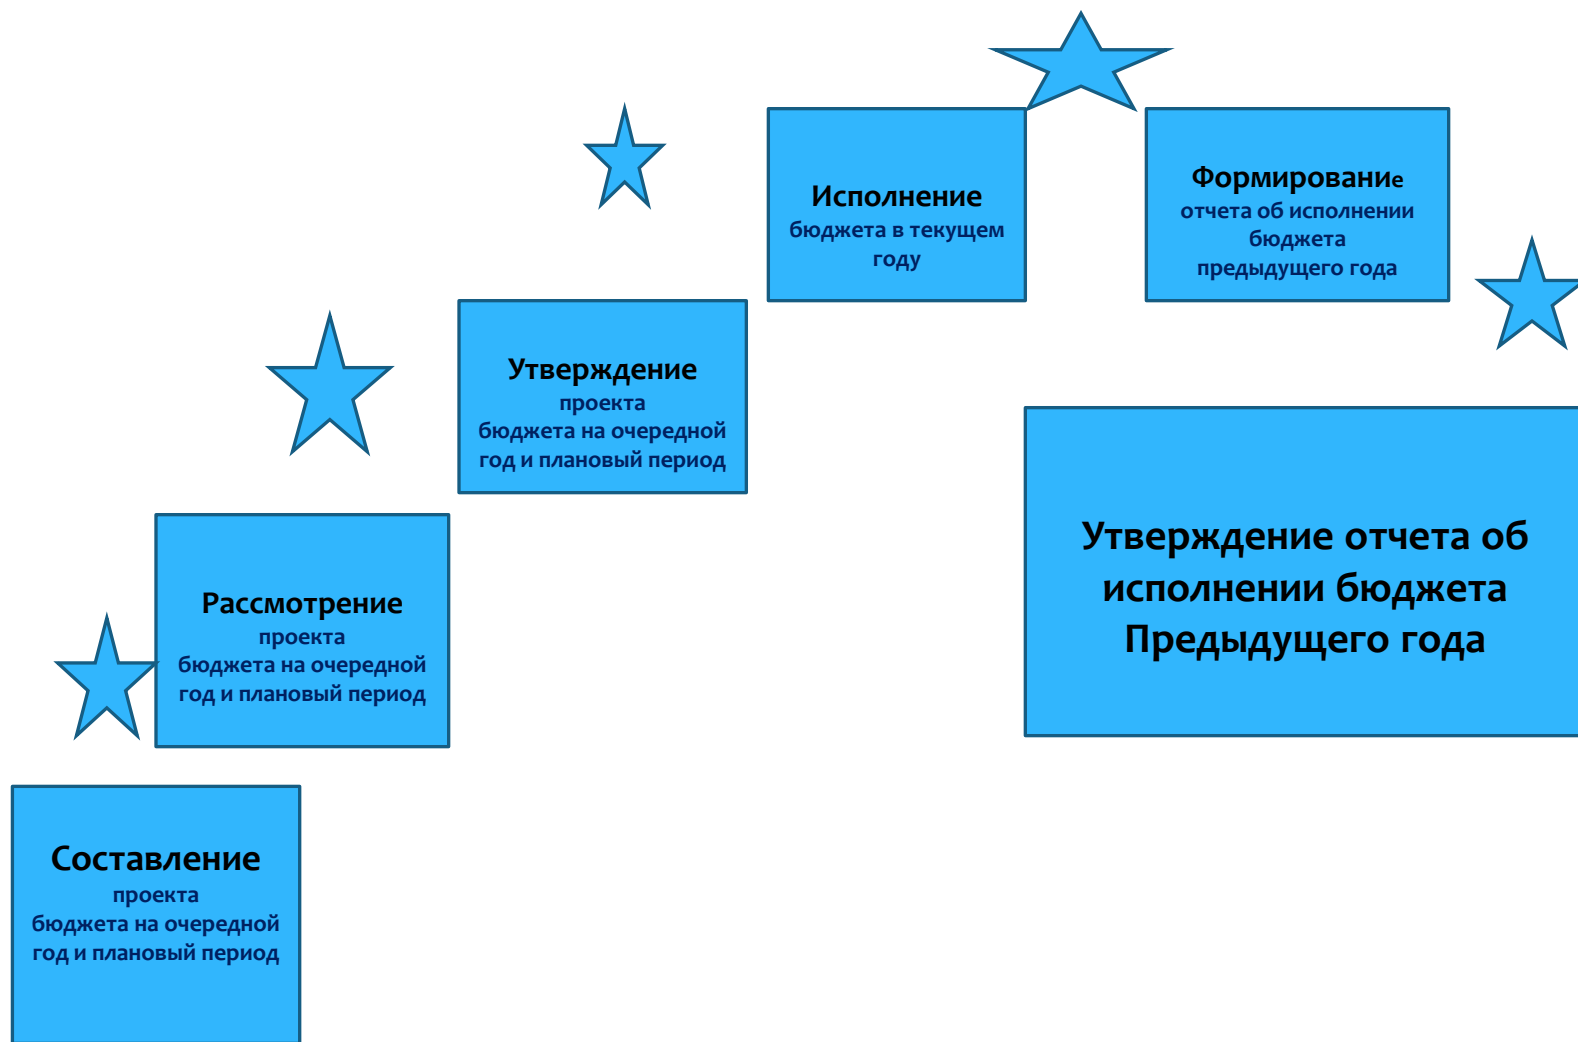 Составление
проекта
бюджета на очередной
год и плановый период
Рассмотрение
проекта
бюджета на очередной
год и плановый период
Утверждение
проекта
бюджета на очередной
год и плановый период
Исполнение
бюджета в текущем
году
Формирование
отчета об исполнении
бюджета
предыдущего года
Утверждение отчета об
исполнении бюджета
Предыдущего года